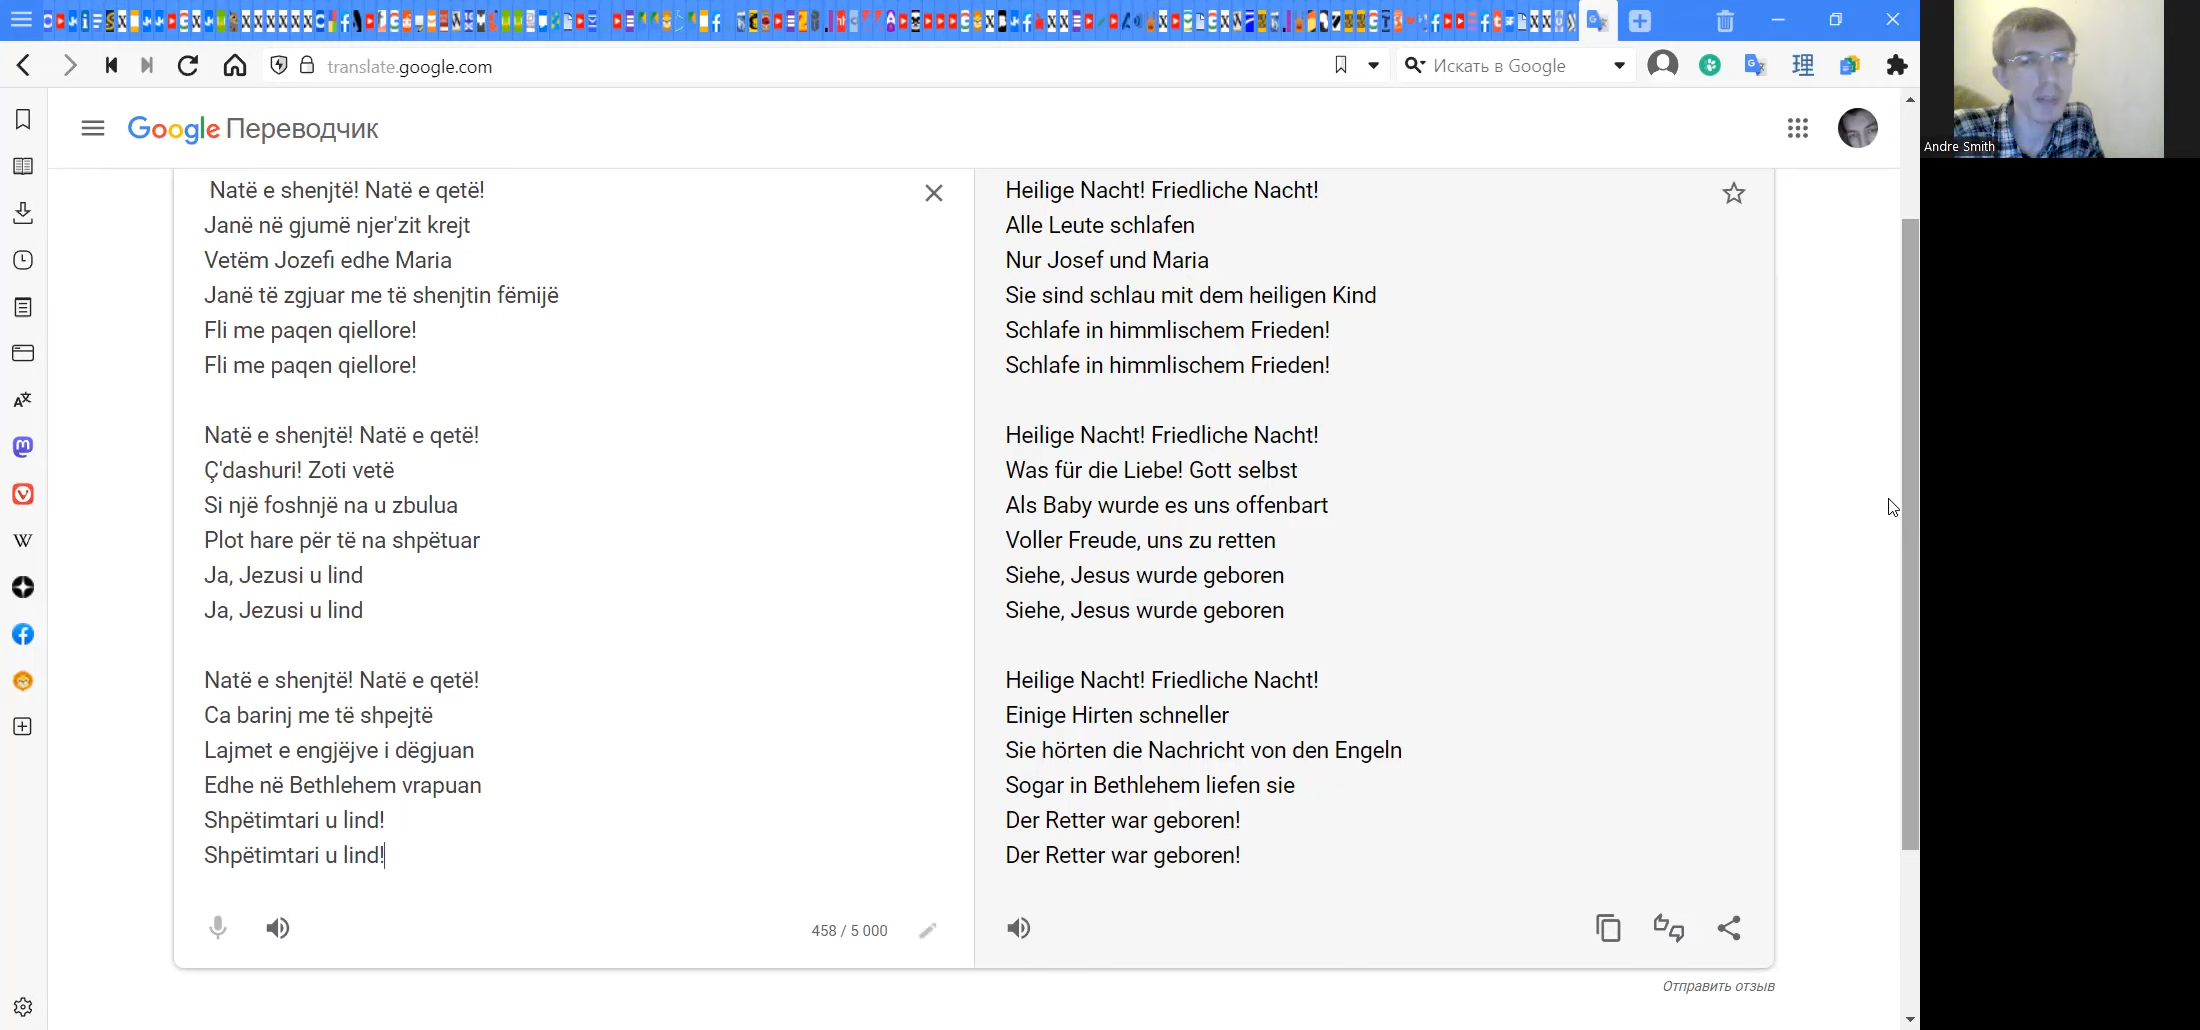 translate.google.com
Искать в Google
Google Переводчик
Andre Smith
Natë e shenjtë! Natë e qetë!
Janë në gjumë njer'zit krejt
Vetëm Jozefi edhe Maria
Janë të zgjuar me të shenjtin fëmijë
Fli me paqen qiellore!
Fli me paqen qiellore!
Natë e shenjtë! Natë e qetë!
Ç'dashuri! Zoti vetë
Si një foshnjë na u zbulua
Plot hare për të na shpëtuar
Ja, Jezusi u lind
Ja, Jezusi u lind
Natë e shenjtë! Natë e qetë!
Ca barinj me të shpejtë
Lajmet e engjëjve i dëgjuan
Edhe në Bethlehem vrapuan
Shpëtimtari u lind!
Shpëtimtari u lind!
458 / 5 000
Heilige Nacht! Friedliche Nacht!
Alle Leute schlafen
Nur Josef und Maria
Sie sind schlau mit dem heiligen Kind
Schlafe in himmlischem Frieden!
Schlafe in himmlischem Frieden!
Heilige Nacht! Friedliche Nacht!
Was für die Liebe! Gott selbst
Als Baby wurde es uns offenbart
Voller Freude, uns zu retten
Siehe, Jesus wurde geboren
Siehe, Jesus wurde geboren
Heilige Nacht! Friedliche Nacht!
Einige Hirten schneller
Sie hörten die Nachricht von den Engeln
Sogar in Bethlehem liefen sie
Der Retter war geboren!
Der Retter war geboren!
Отправить отзыв